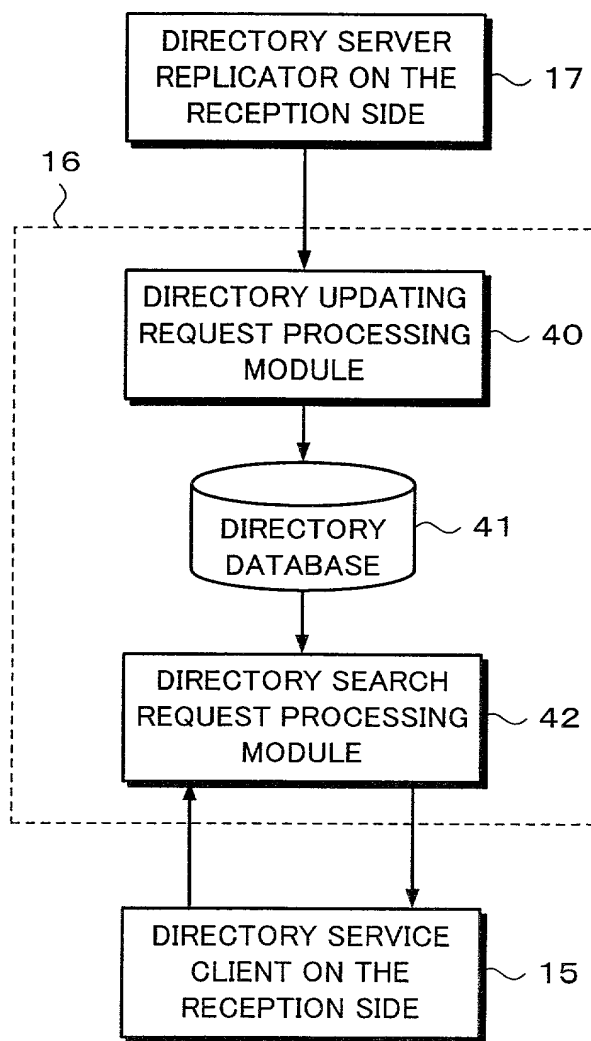 DIRECTORY SERVER
REPLICATOR ON THE
RECEPTION SIDE
17
16
DIRECTORY UPDATING
REQUEST PROCESSING
MODULE
40
DIRECTORY
DATABASE
41
DIRECTORY SEARCH
REQUEST PROCESSING
MODULE
42
DIRECTORY SERVICE
CLIENT ON THE
RECEPTION SIDE
15